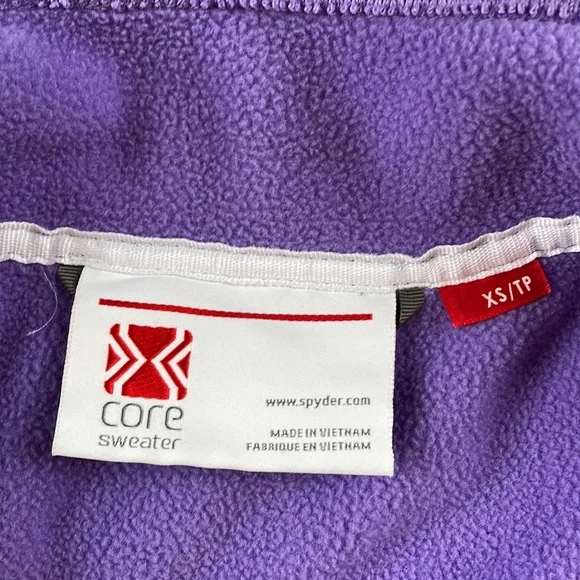 XS/TP
core
sweater
www.spyder.com
MADE IN VIETNAM
FABRIQUE EN VIETNAM